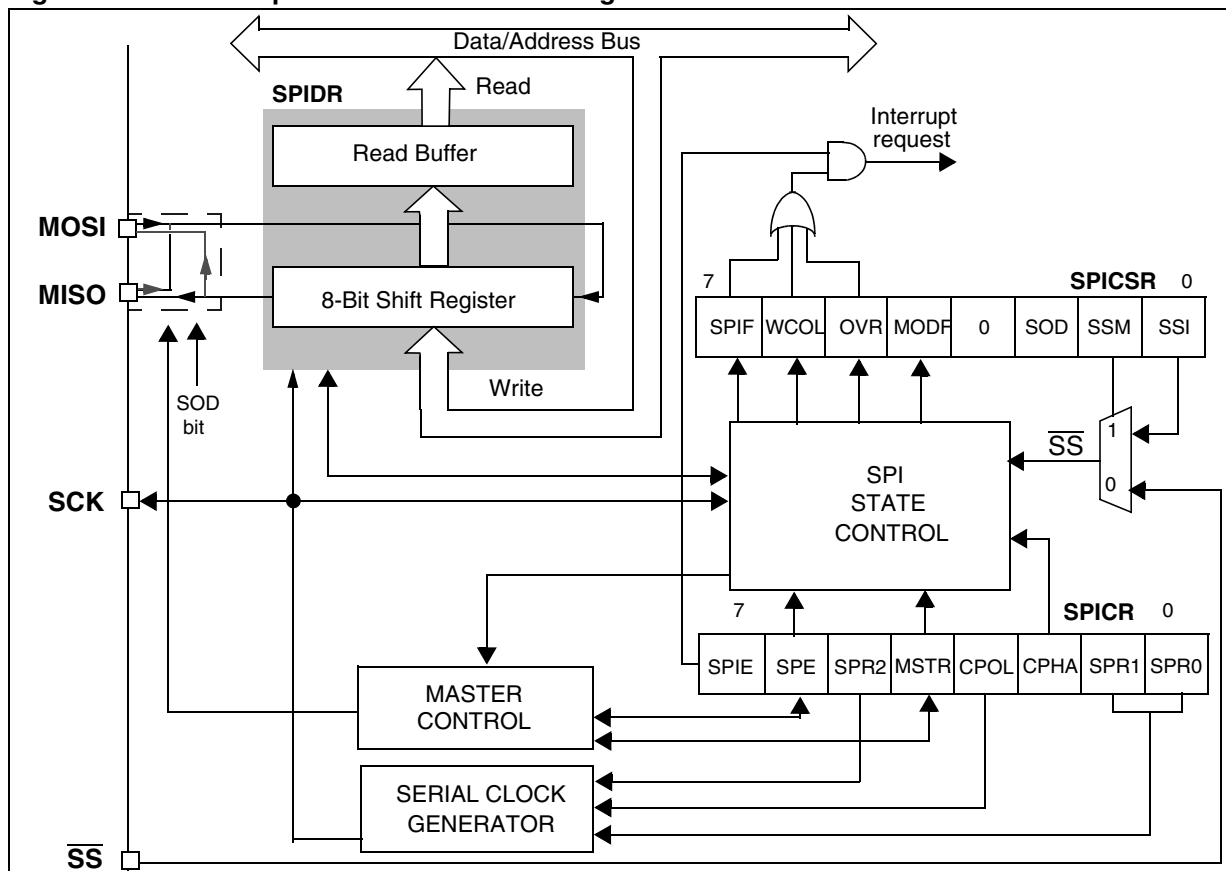 Data/Address Bus
SPIDR
Read
Read Buffer
Interrupt
request
MOSI
MISO
8-Bit Shift Register
7 SPICSR 0
SPIF WCOL OVR MODF 0 SOD SSM SSI
Write
SOD
bit
1
SS
0
SCK
SPI
STATE
CONTROL
7 SPICR 0
SPIE SPE SPR2 MSTR CPOL CPHA SPR1 SPR0
MASTER
CONTROL
SERIAL CLOCK
GENERATOR
SS